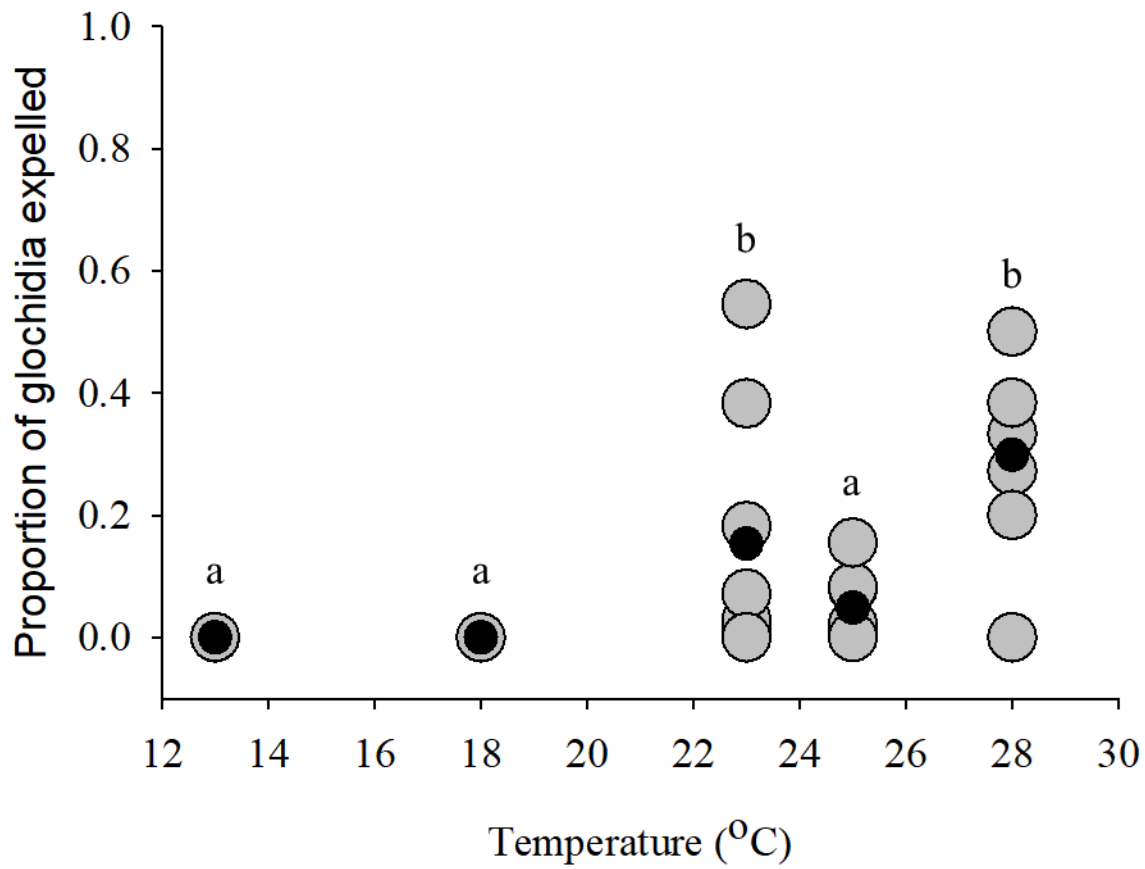 Proportion of glochidia expelled
1.0
0.8
0.6
0.4
0.2
0.0
a
a
b
a
b
12 14 16 18 20 22 24 26 28 30
Temperature (°C)